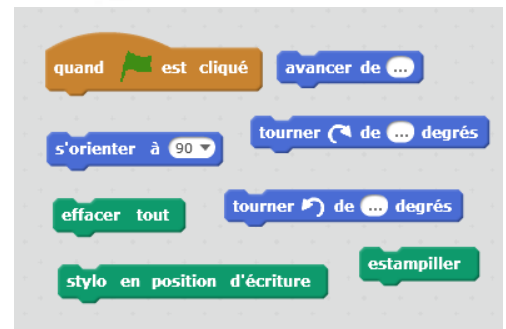 quand est cliqué
avancer de ...
s'orienter à 90
tourner de ... degrés
effacer tout
tourner de ... degrés
stylo en position d'écriture
estampiller